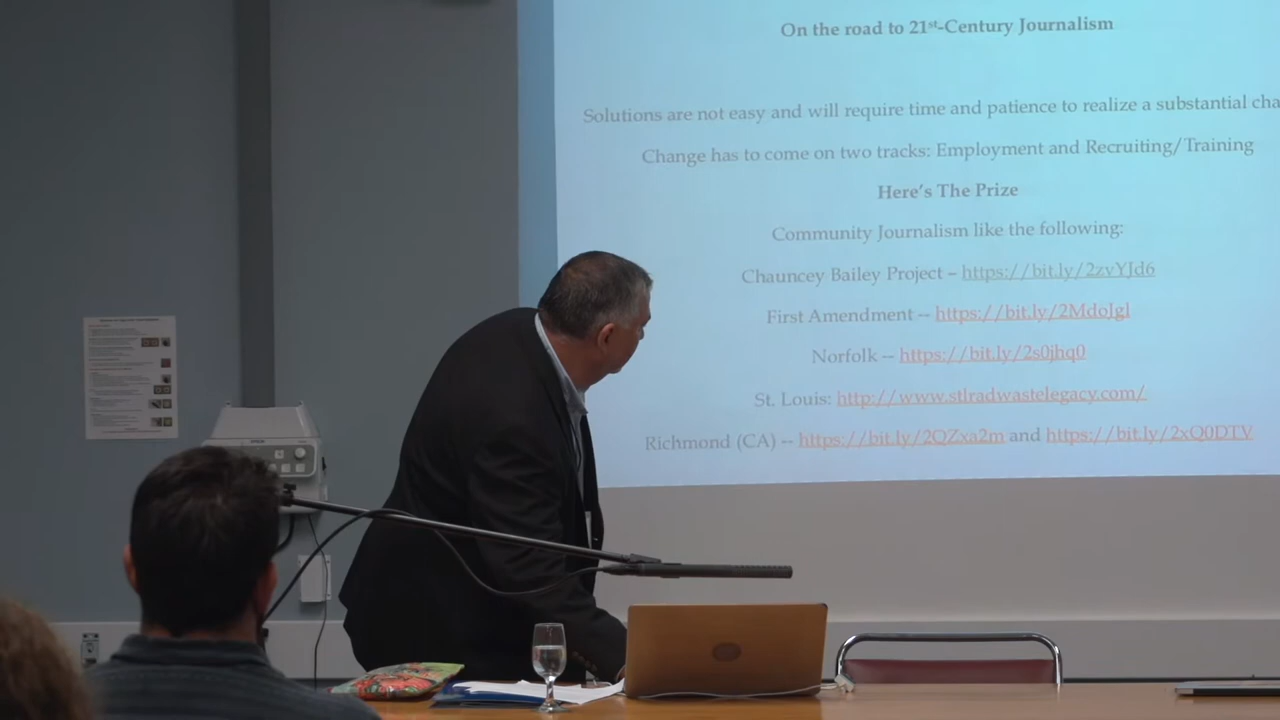 On the road to 21st-Century Journalism
Solutions are not easy and will require time and patience to realize a substantial cha
Change has to come on two tracks: Employment and Recruiting/Training
Here's The Prize
Community Journalism like the following:
Chauncey Bailey Project – https://bit.ly/2zvYJd6
First Amendment -- https://bit.ly/2MdoJgl
Norfolk – https://bit.ly/2s0jhq0
St. Louis: http://www.stlradwastelegacy.com/
Richmond (CA) -- https://bit.ly/2QZxa2m and https://bit.ly/2xQ0DTV